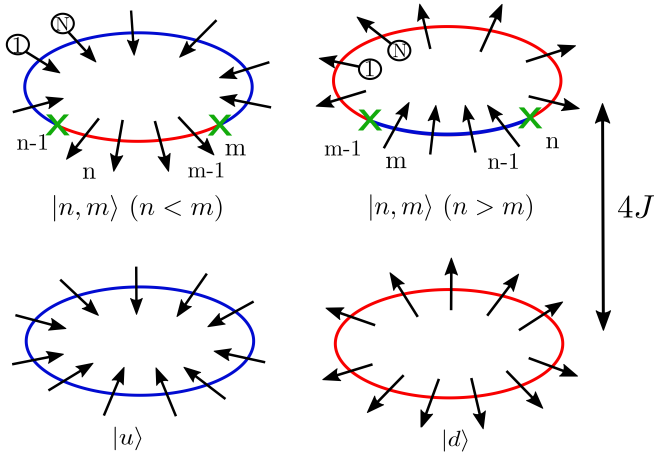 1 N
n-1 n m-1 m
|n, m⟩ (n < m)
N
1
m-1 m n-1 n
|n, m⟩ (n > m)
4J
|u⟩
|d⟩